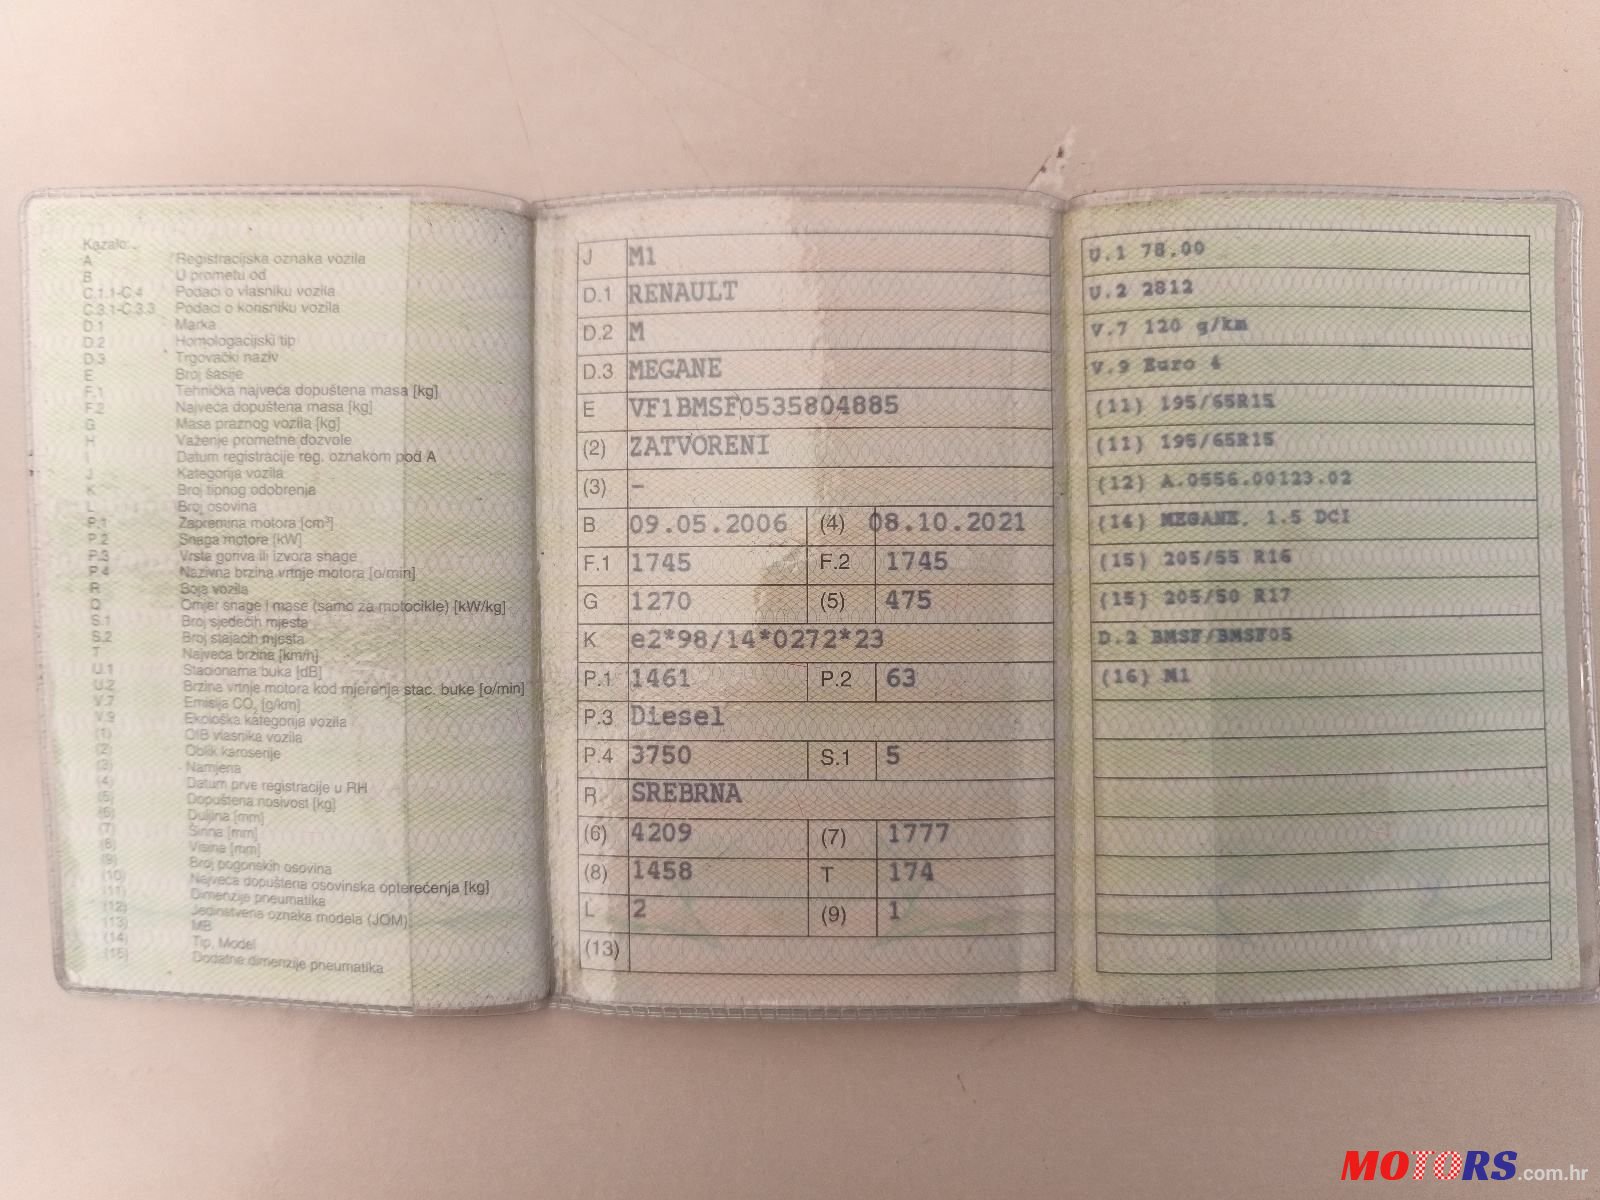 Kazalo:
A Registracijska oznaka vozila
B U prometu od
C.1.1-C.4 Podaci o vlasniku vozila
C.3.1-C.3.3 Podaci o korisniku vozila
D.1 Marka
D.2 Homologacijski tip
D.3 Trgovački naziv
E Broj šasije
F.1 Tehnička najveća dopuštena masa [kg]
F.2 Najveća dopuštena masa [kg]
G Masa praznog vozila [kg]
H Važenje prometne dozvole
I Datum registracije reg. oznakom pod A
J Kategorija vozila
K Broj tipnog odobrenja
L Broj osovina
P.1 Zapremina motora [cm³]
P.2 Snaga motora [kW]
P.3 Vrsta goriva ili izvora snage
P.4 Nazivna brzina vrtnje motora [o/min]
R Boja vozila
Q Omjer snage i mase (samo za motocikle) [kW/kg]
S.1 Broj sjedećih mjesta
S.2 Broj stajaćih mjesta
T Najveća brzina [km/h]
U.1 Stacionarna buka [dB]
U.2 Brzina vrtnje motora kod mjerenja stac. buke [o/min]
V.7 Emisija CO₂ [g/km]
V.9 Ekološka kategorija vozila
(1) OIB vlasnika vozila
(2) Oblik karoserije
(3) Namjena
(4) Datum prve registracije u RH
(5) Dopuštena nosivost [kg]
(6) Duljina [mm]
(7) Širina [mm]
(8) Visina [mm]
(9) Broj pogonskih osovina
(10) Najveća dopuštena osovinska opterećenja [kg]
(11) Dimenzije pneumatika
(12) Jedinstvena oznaka modela (JOM)
(13) MB
(14) Tip, Model
(15) Dodatne dimenzije pneumatika
J M1
D.1 RENAULT
D.2 M
D.3 MEGANE
E VF1BMSF0535804885
(2) ZATVORENI
(3) –
B 09.05.2006 (4) 08.10.2021
F.1 1745 F.2 1745
G 1270 (5) 475
K e2*98/14*0272*23
P.1 1461 P.2 63
P.3 Diesel
P.4 3750 S.1 5
R SREBRNA
(6) 4209 (7) 1777
(8) 1458 T 174
L 2 (9) 1
(13)
U.1 78.00
U.2 2812
V.7 120 g/km
V.9 Euro 4
(11) 195/65R15
(11) 195/65R15
(12) A.0556.00123.02
(14) MEGANE, 1.5 DCI
(15) 205/55 R16
(15) 205/50 R17
D.2 BMSF/BMSF05
(16) M1
MOTORS.com.hr